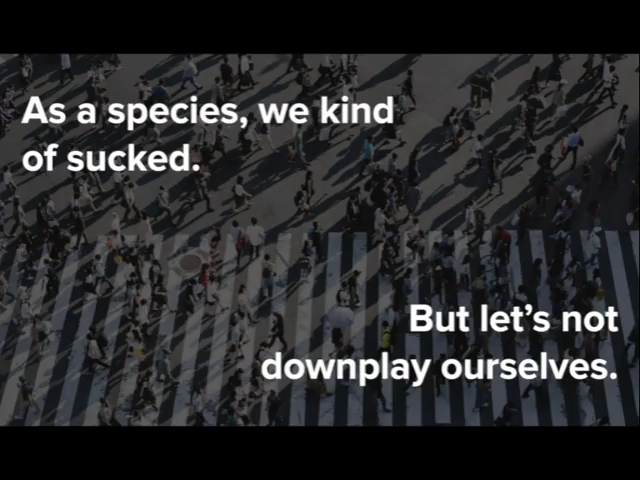 As a species, we kind
of sucked.
But let’s not
downplay ourselves.